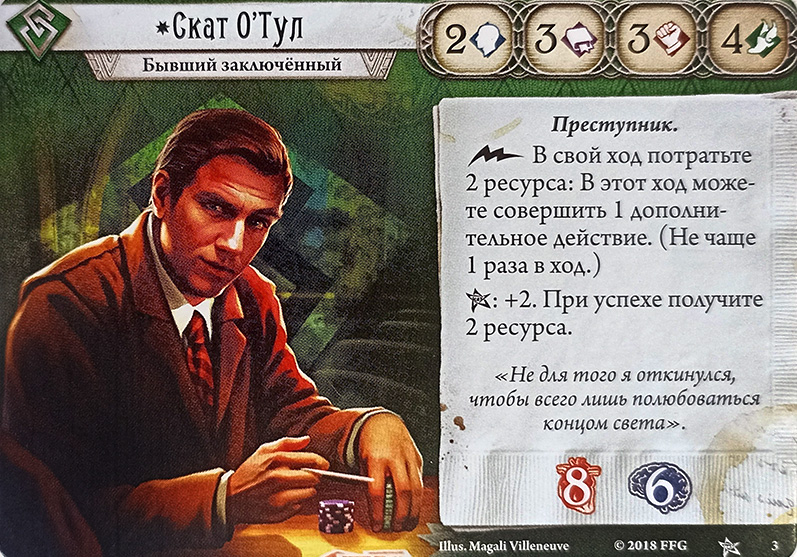 Скат О'Тул
Бывший заключённый
2 3 3 4
Преступник.
В свой ход потратьте
2 ресурса: В этот ход може-
те совершить 1 дополни-
тельное действие. (Не чаще
1 раза в ход.)
: +2. При успехе получите
2 ресурса.
«Не для того я откинулся,
чтобы всего лишь полюбоваться
концом света».
8 6
Illus. Magali Villeneuve © 2018 FFG 3